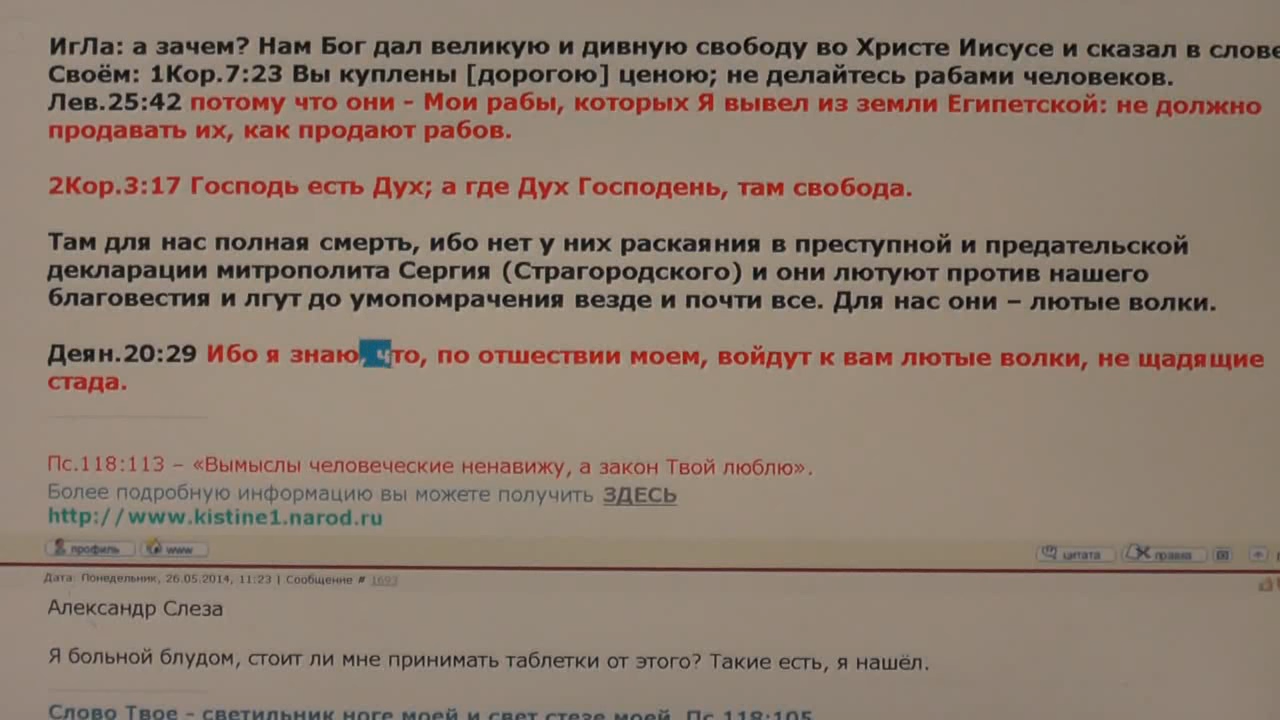 ИгЛа: а зачем? Нам Бог дал великую и дивную свободу во Христе Иисусе и сказал в слове
Своём: 1Кор.7:23 Вы куплены [дорогою] ценою; не делайтесь рабами человеков.
Лев.25:42 потому что они - Мои рабы, которых Я вывел из земли Египетской: не должно
продавать их, как продают рабов.
2Кор.3:17 Господь есть Дух; а где Дух Господень, там свобода.
Там для нас полная смерть, ибо нет у них раскаяния в преступной и предательской
декларации митрополита Сергия (Страгородского) и они лютуют против нашего
благовестия и лгут до умопомрачения везде и почти все. Для нас они – лютые волки.
Деян.20:29 Ибо я знаю, что, по отшествии моем, войдут к вам лютые волки, не щадящие
стада.
Пс.118:113 – «Вымыслы человеческие ненавижу, а закон Твой люблю».
Более подробную информацию вы можете получить ЗДЕСЬ
http://www.kistine1.narod.ru
профиль www цитата правка
Дата: Понедельник, 26.05.2014, 11:23 | Сообщение # 1693
Александр Слеза
Я больной блудом, стоит ли мне принимать таблетки от этого? Такие есть, я нашёл.
Слово Твое - светильник ноге моей и свет стезе моей. Пс.118:105